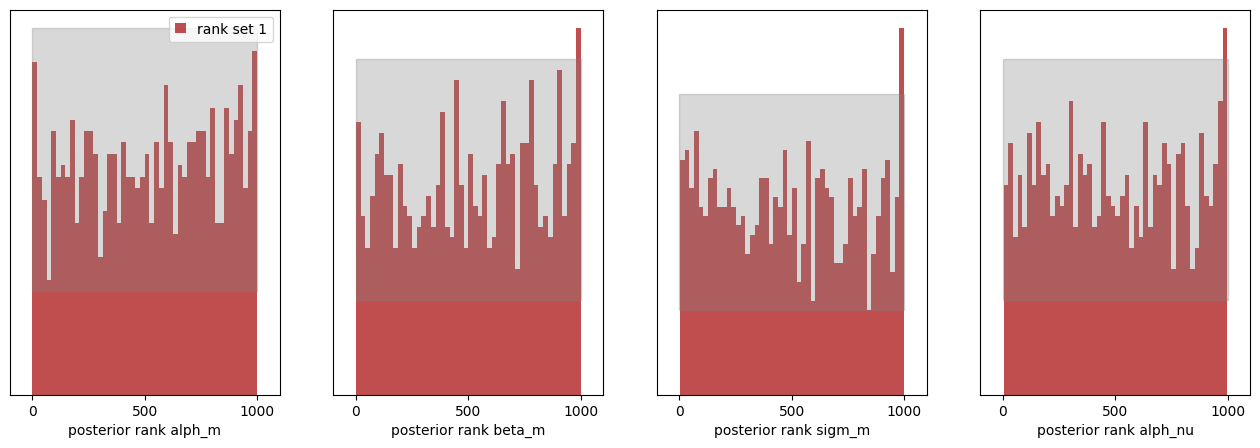 rank set 1
0 500 1000
0 500 1000
0 500 1000
0 500 1000
posterior rank alph_m
posterior rank beta_m
posterior rank sigm_m
posterior rank alph_nu